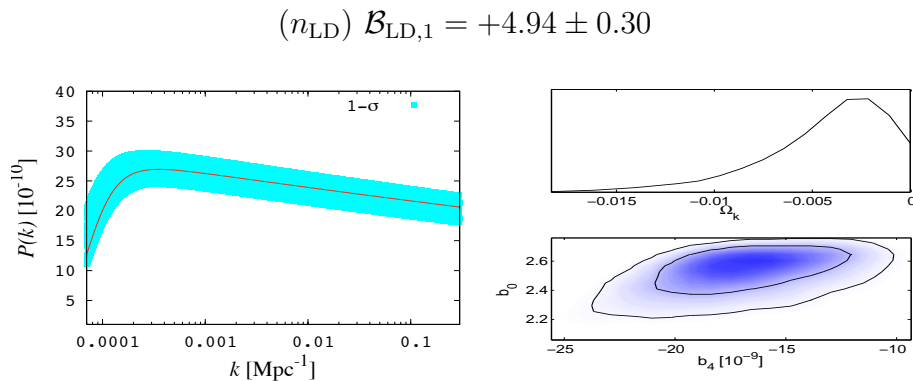 (n_LD) 𝓑_LD,1 = +4.94 ± 0.30
40
35
30
25
20
15
10
5
P(k) [10^-10]
1-σ
0.0001 0.001 0.01 0.1
k [Mpc^-1]
−0.015 −0.01 −0.005 0
Ω_k
2.6
2.4
2.2
b_0
−25 −20 −15 −10
b_4 [10^-9]